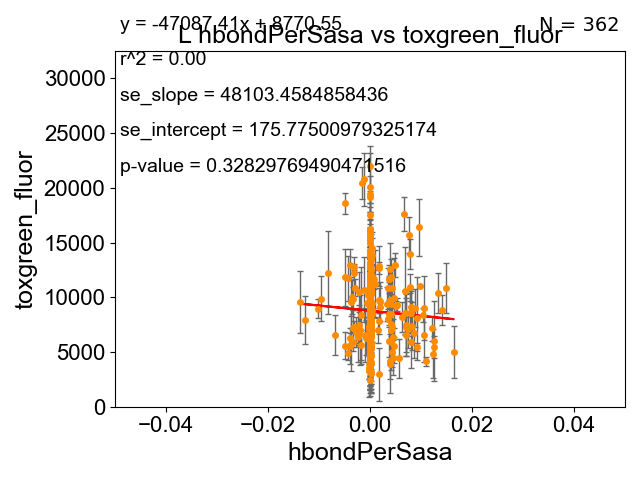 y = -47087.41x + 8770.55
N = 362
L hbondPerSasa vs toxgreen_fluor
r^2 = 0.00
se_slope = 48103.4584858436
se_intercept = 175.77500979325174
p-value = 0.32829769490471516
toxgreen_fluor
30000
25000
20000
15000
10000
5000
0
−0.04 −0.02 0.00 0.02 0.04
hbondPerSasa